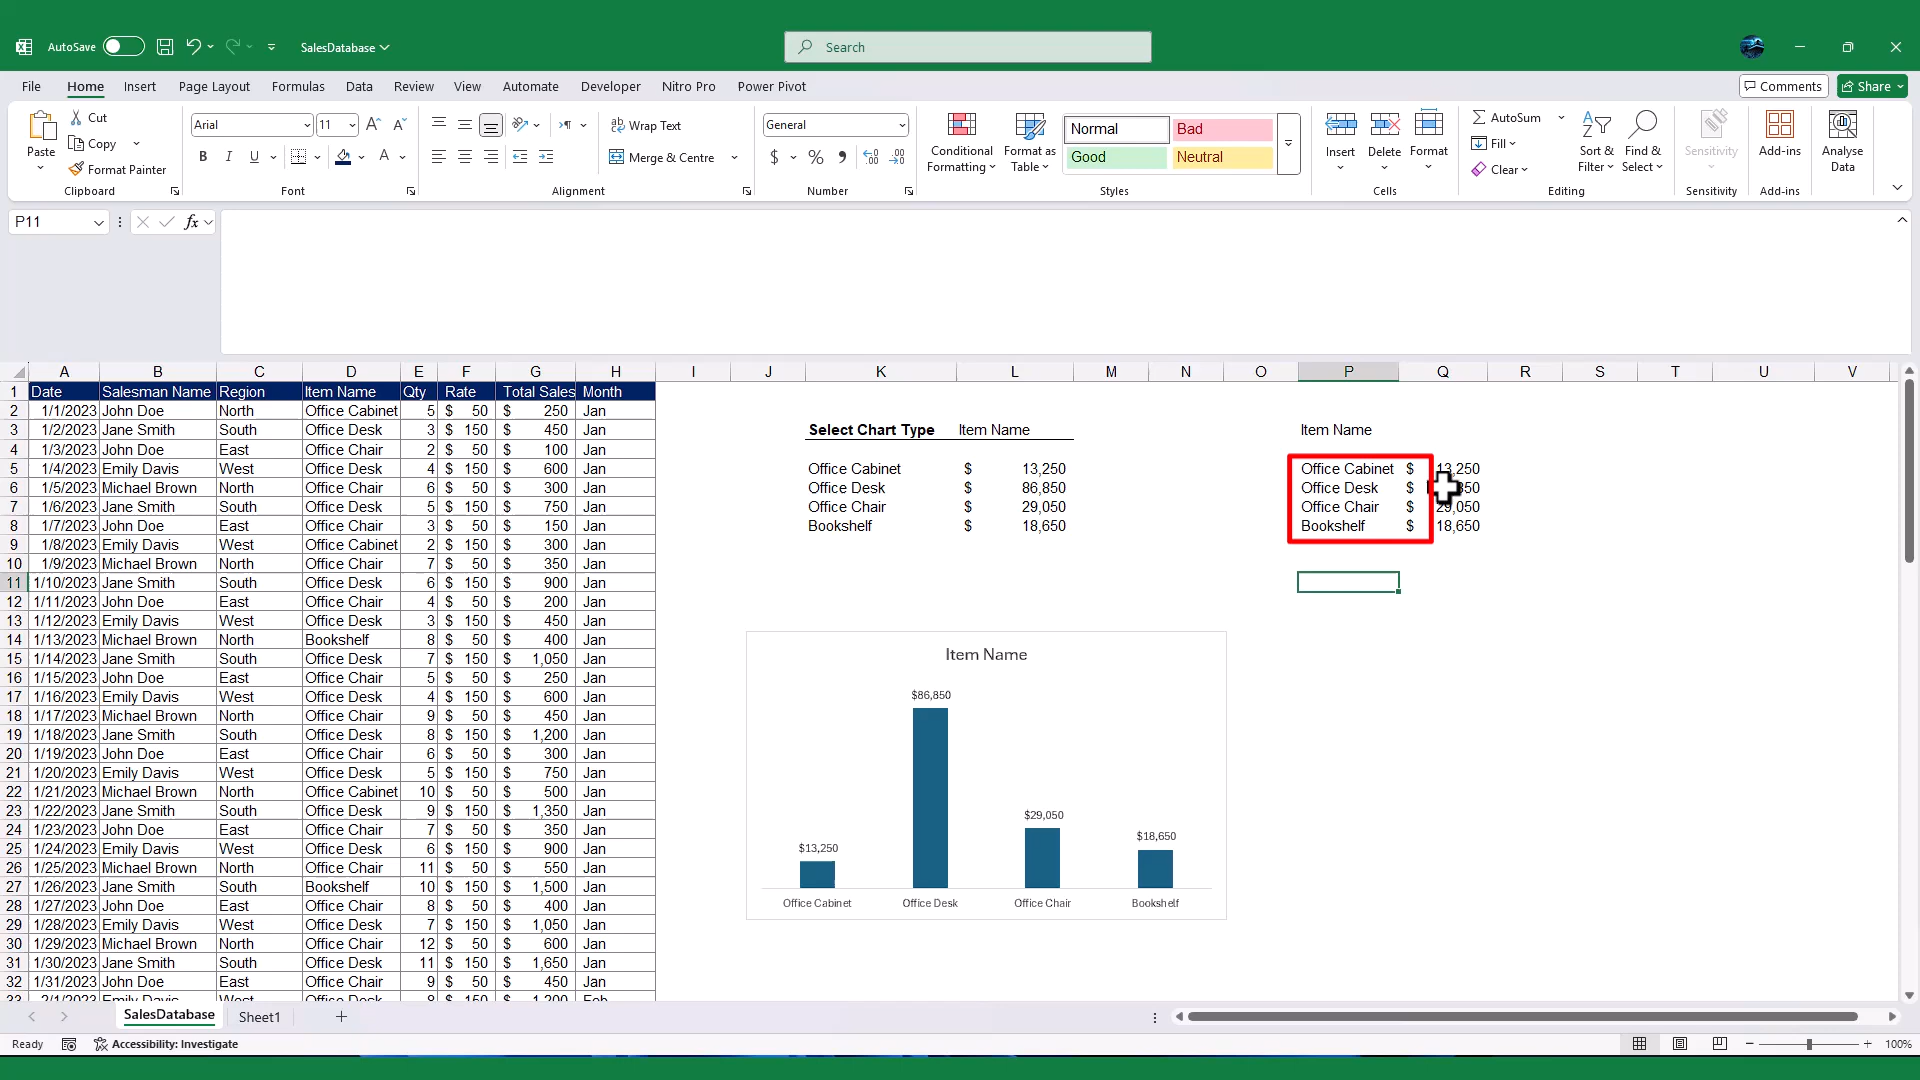 AutoSave SalesDatabase Search
File Home Insert Page Layout Formulas Data Review View Automate Developer Nitro Pro Power Pivot Comments Share
Paste Cut Copy Format Painter Clipboard
Arial 11 B I U A Font
Wrap Text Merge & Centre Alignment
General $ % Number
Conditional Formatting Format as Table Normal Bad Good Neutral Styles
Insert Delete Format Cells
AutoSum Fill Clear Sort & Filter Find & Select Editing
Sensitivity Sensitivity
Add-ins Add-ins
Analyse Data
P11 fx
A B C D E F G H I J K L M N O P Q R S T U V
1 Date Salesman Name Region Item Name Qty Rate Total Sales Month
2 1/1/2023 John Doe North Office Cabinet 5 $ 50 $ 250 Jan
3 1/2/2023 Jane Smith South Office Desk 3 $ 150 $ 450 Jan Select Chart Type Item Name Item Name
4 1/3/2023 John Doe East Office Chair 2 $ 50 $ 100 Jan
5 1/4/2023 Emily Davis West Office Desk 4 $ 150 $ 600 Jan Office Cabinet $ 13,250 Office Cabinet $ 13,250
6 1/5/2023 Michael Brown North Office Chair 6 $ 50 $ 300 Jan Office Desk $ 86,850 Office Desk $
7 1/6/2023 Jane Smith South Office Desk 5 $ 150 $ 750 Jan Office Chair $ 29,050 Office Chair $ 29,050
8 1/7/2023 John Doe East Office Chair 3 $ 50 $ 150 Jan Bookshelf $ 18,650 Bookshelf $ 18,650
9 1/8/2023 Emily Davis West Office Cabinet 2 $ 150 $ 300 Jan
10 1/9/2023 Michael Brown North Office Chair 7 $ 50 $ 350 Jan
11 1/10/2023 Jane Smith South Office Desk 6 $ 150 $ 900 Jan
12 1/11/2023 John Doe East Office Chair 4 $ 50 $ 200 Jan
13 1/12/2023 Emily Davis West Office Desk 3 $ 150 $ 450 Jan
14 1/13/2023 Michael Brown North Bookshelf 8 $ 50 $ 400 Jan
15 1/14/2023 Jane Smith South Office Desk 7 $ 150 $ 1,050 Jan
16 1/15/2023 John Doe East Office Chair 5 $ 50 $ 250 Jan
17 1/16/2023 Emily Davis West Office Desk 4 $ 150 $ 600 Jan
18 1/17/2023 Michael Brown North Office Chair 9 $ 50 $ 450 Jan
19 1/18/2023 Jane Smith South Office Desk 8 $ 150 $ 1,200 Jan
20 1/19/2023 John Doe East Office Chair 6 $ 50 $ 300 Jan
21 1/20/2023 Emily Davis West Office Desk 5 $ 150 $ 750 Jan
22 1/21/2023 Michael Brown North Office Cabinet 10 $ 50 $ 500 Jan
23 1/22/2023 Jane Smith South Office Desk 9 $ 150 $ 1,350 Jan
24 1/23/2023 John Doe East Office Chair 7 $ 50 $ 350 Jan
25 1/24/2023 Emily Davis West Office Desk 6 $ 150 $ 900 Jan
26 1/25/2023 Michael Brown North Office Chair 11 $ 50 $ 550 Jan
27 1/26/2023 Jane Smith South Bookshelf 10 $ 150 $ 1,500 Jan
28 1/27/2023 John Doe East Office Chair 8 $ 50 $ 400 Jan
29 1/28/2023 Emily Davis West Office Desk 7 $ 150 $ 1,050 Jan
30 1/29/2023 Michael Brown North Office Chair 12 $ 50 $ 600 Jan
31 1/30/2023 Jane Smith South Office Desk 11 $ 150 $ 1,650 Jan
32 1/31/2023 John Doe East Office Chair 9 $ 50 $ 450 Jan
33 2/1/2023 Emily Davis West Office Desk 8 $ 150 $ 1,200 Feb
Item Name
$86,850
$29,050
$18,650
$13,250
Office Cabinet Office Desk Office Chair Bookshelf
SalesDatabase Sheet1
Ready Accessibility: Investigate 100%